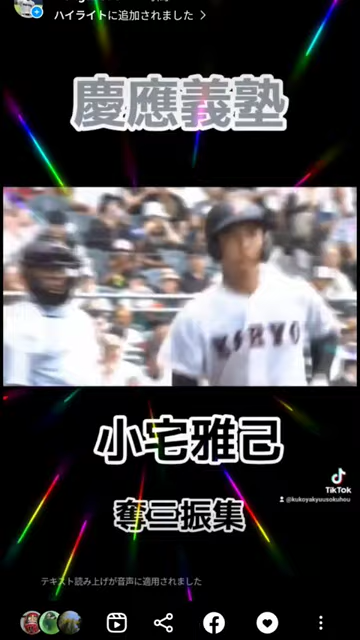 ハイライトに追加されました
慶應義塾
KIRYO
小宅雅己
TikTok
@kukoyakyuusokuhou
奪三振集
テキスト読み上げが音声に適用されました